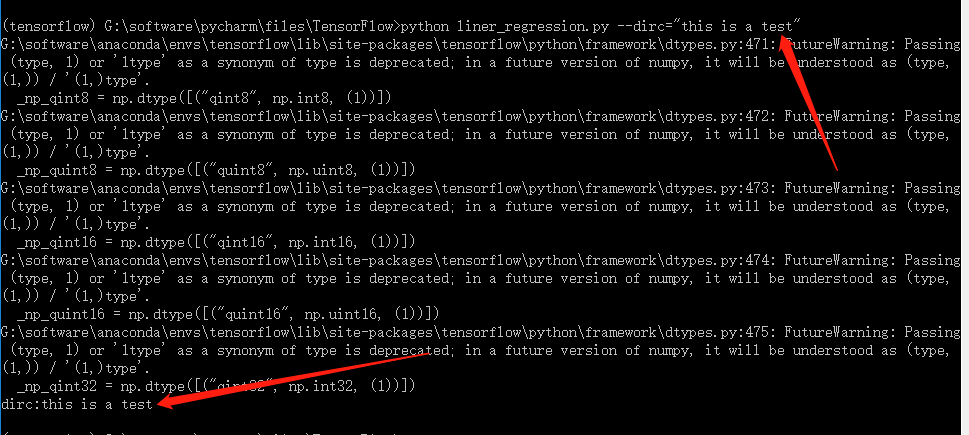 (tensorflow) G:\software\pycharm\files\TensorFlow>python liner_regression.py --dirc="this is a test"
G:\software\anaconda\envs\tensorflow\lib\site-packages\tensorflow\python\framework\dtypes.py:471: FutureWarning: Passing
(type, 1) or '1type' as a synonym of type is deprecated; in a future version of numpy, it will be understood as (type,
(1,)) / '(1,)type'.
_np_qint8 = np.dtype([("qint8", np.int8, (1))])
G:\software\anaconda\envs\tensorflow\lib\site-packages\tensorflow\python\framework\dtypes.py:472: FutureWarning: Passing
(type, 1) or '1type' as a synonym of type is deprecated; in a future version of numpy, it will be understood as (type,
(1,)) / '(1,)type'.
_np_quint8 = np.dtype([("quint8", np.uint8, (1))])
G:\software\anaconda\envs\tensorflow\lib\site-packages\tensorflow\python\framework\dtypes.py:473: FutureWarning: Passing
(type, 1) or '1type' as a synonym of type is deprecated; in a future version of numpy, it will be understood as (type,
(1,)) / '(1,)type'.
_np_qint16 = np.dtype([("qint16", np.int16, (1))])
G:\software\anaconda\envs\tensorflow\lib\site-packages\tensorflow\python\framework\dtypes.py:474: FutureWarning: Passing
(type, 1) or '1type' as a synonym of type is deprecated; in a future version of numpy, it will be understood as (type,
(1,)) / '(1,)type'.
_np_quint16 = np.dtype([("quint16", np.uint16, (1))])
G:\software\anaconda\envs\tensorflow\lib\site-packages\tensorflow\python\framework\dtypes.py:475: FutureWarning: Passing
(type, 1) or '1type' as a synonym of type is deprecated; in a future version of numpy, it will be understood as (type,
(1,)) / '(1,)type'.
_np_qint32 = np.dtype([("qint32", np.int32, (1))])
dirc:this is a test